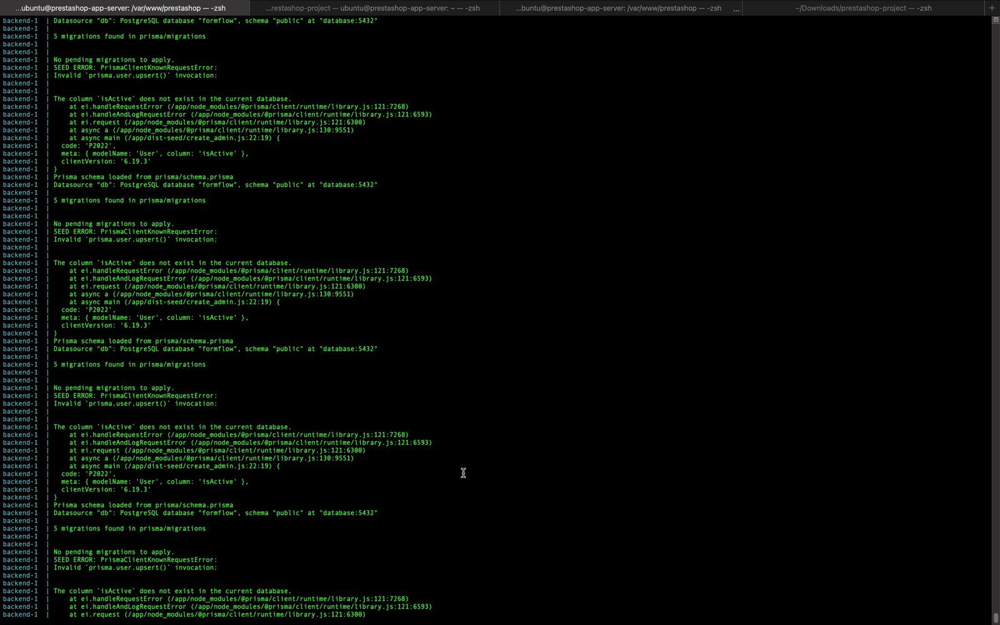 ...ubuntu@prestashop-app-server: /var/www/prestashop — -zsh
...restashop-project — ubuntu@prestashop-app-server: ~ — -zsh
...buntu@prestashop-app-server: /var/www/prestashop — -zsh ...
~/Downloads/prestashop-project — -zsh +
backend-1 | Datasource "db": PostgreSQL database "formflow", schema "public" at "database:5432"
backend-1 |
backend-1 | 5 migrations found in prisma/migrations
backend-1 |
backend-1 |
backend-1 | No pending migrations to apply.
backend-1 | SEED ERROR: PrismaClientKnownRequestError:
backend-1 | Invalid `prisma.user.upsert()` invocation:
backend-1 |
backend-1 |
backend-1 | The column `isActive` does not exist in the current database.
backend-1 |     at ei.handleRequestError (/app/node_modules/@prisma/client/runtime/library.js:121:7268)
backend-1 |     at ei.handleAndLogRequestError (/app/node_modules/@prisma/client/runtime/library.js:121:6593)
backend-1 |     at ei.request (/app/node_modules/@prisma/client/runtime/library.js:121:6300)
backend-1 |     at async a (/app/node_modules/@prisma/client/runtime/library.js:130:9551)
backend-1 |     at async main (/app/dist-seed/create_admin.js:22:19) {
backend-1 |   code: 'P2022',
backend-1 |   meta: { modelName: 'User', column: 'isActive' },
backend-1 |   clientVersion: '6.19.3'
backend-1 | }
backend-1 | Prisma schema loaded from prisma/schema.prisma
backend-1 | Datasource "db": PostgreSQL database "formflow", schema "public" at "database:5432"
backend-1 |
backend-1 | 5 migrations found in prisma/migrations
backend-1 |
backend-1 |
backend-1 | No pending migrations to apply.
backend-1 | SEED ERROR: PrismaClientKnownRequestError:
backend-1 | Invalid `prisma.user.upsert()` invocation:
backend-1 |
backend-1 |
backend-1 | The column `isActive` does not exist in the current database.
backend-1 |     at ei.handleRequestError (/app/node_modules/@prisma/client/runtime/library.js:121:7268)
backend-1 |     at ei.handleAndLogRequestError (/app/node_modules/@prisma/client/runtime/library.js:121:6593)
backend-1 |     at ei.request (/app/node_modules/@prisma/client/runtime/library.js:121:6300)
backend-1 |     at async a (/app/node_modules/@prisma/client/runtime/library.js:130:9551)
backend-1 |     at async main (/app/dist-seed/create_admin.js:22:19) {
backend-1 |   code: 'P2022',
backend-1 |   meta: { modelName: 'User', column: 'isActive' },
backend-1 |   clientVersion: '6.19.3'
backend-1 | }
backend-1 | Prisma schema loaded from prisma/schema.prisma
backend-1 | Datasource "db": PostgreSQL database "formflow", schema "public" at "database:5432"
backend-1 |
backend-1 | 5 migrations found in prisma/migrations
backend-1 |
backend-1 |
backend-1 | No pending migrations to apply.
backend-1 | SEED ERROR: PrismaClientKnownRequestError:
backend-1 | Invalid `prisma.user.upsert()` invocation:
backend-1 |
backend-1 |
backend-1 | The column `isActive` does not exist in the current database.
backend-1 |     at ei.handleRequestError (/app/node_modules/@prisma/client/runtime/library.js:121:7268)
backend-1 |     at ei.handleAndLogRequestError (/app/node_modules/@prisma/client/runtime/library.js:121:6593)
backend-1 |     at ei.request (/app/node_modules/@prisma/client/runtime/library.js:121:6300)
backend-1 |     at async a (/app/node_modules/@prisma/client/runtime/library.js:130:9551)
backend-1 |     at async main (/app/dist-seed/create_admin.js:22:19) {
backend-1 |   code: 'P2022',
backend-1 |   meta: { modelName: 'User', column: 'isActive' },
backend-1 |   clientVersion: '6.19.3'
backend-1 | }
backend-1 | Prisma schema loaded from prisma/schema.prisma
backend-1 | Datasource "db": PostgreSQL database "formflow", schema "public" at "database:5432"
backend-1 |
backend-1 | 5 migrations found in prisma/migrations
backend-1 |
backend-1 |
backend-1 | No pending migrations to apply.
backend-1 | SEED ERROR: PrismaClientKnownRequestError:
backend-1 | Invalid `prisma.user.upsert()` invocation:
backend-1 |
backend-1 |
backend-1 | The column `isActive` does not exist in the current database.
backend-1 |     at ei.handleRequestError (/app/node_modules/@prisma/client/runtime/library.js:121:7268)
backend-1 |     at ei.handleAndLogRequestError (/app/node_modules/@prisma/client/runtime/library.js:121:6593)
backend-1 |     at ei.request (/app/node_modules/@prisma/client/runtime/library.js:121:6300)